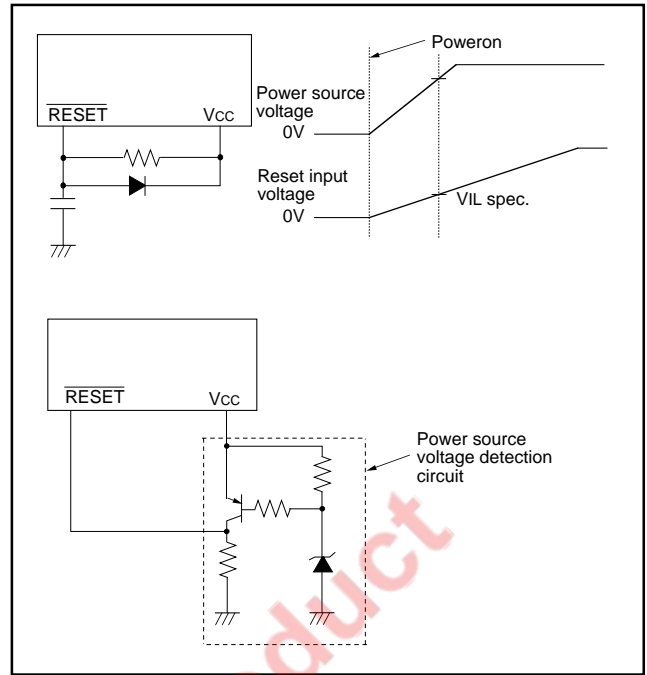 RESET
Vcc
Poweron
Power source
voltage
0V
Reset input
voltage
0V
VIL spec.
RESET
Vcc
Power source
voltage detection
circuit
duct